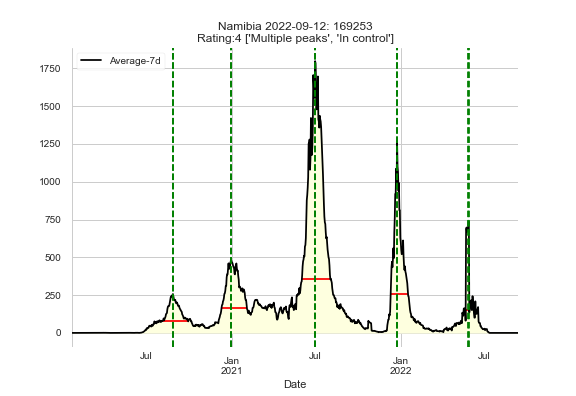 Namibia 2022-09-12: 169253
Rating:4 ['Multiple peaks', 'In control']
Average-7d
1750
1500
1250
1000
750
500
250
0
Jul
Jan
2021
Jul
Jan
2022
Jul
Date